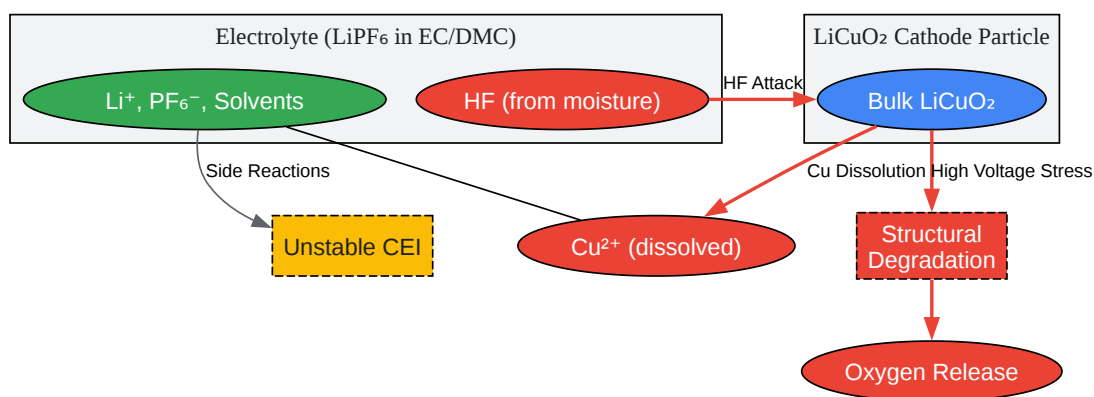 Electrolyte (LiPF₆ in EC/DMC)
LiCuO₂ Cathode Particle
Li⁺, PF₆⁻, Solvents
HF (from moisture)
HF Attack
Bulk LiCuO₂
Side Reactions
Cu Dissolution
High Voltage Stress
Unstable CEI
Cu²⁺ (dissolved)
Structural
Degradation
Oxygen Release